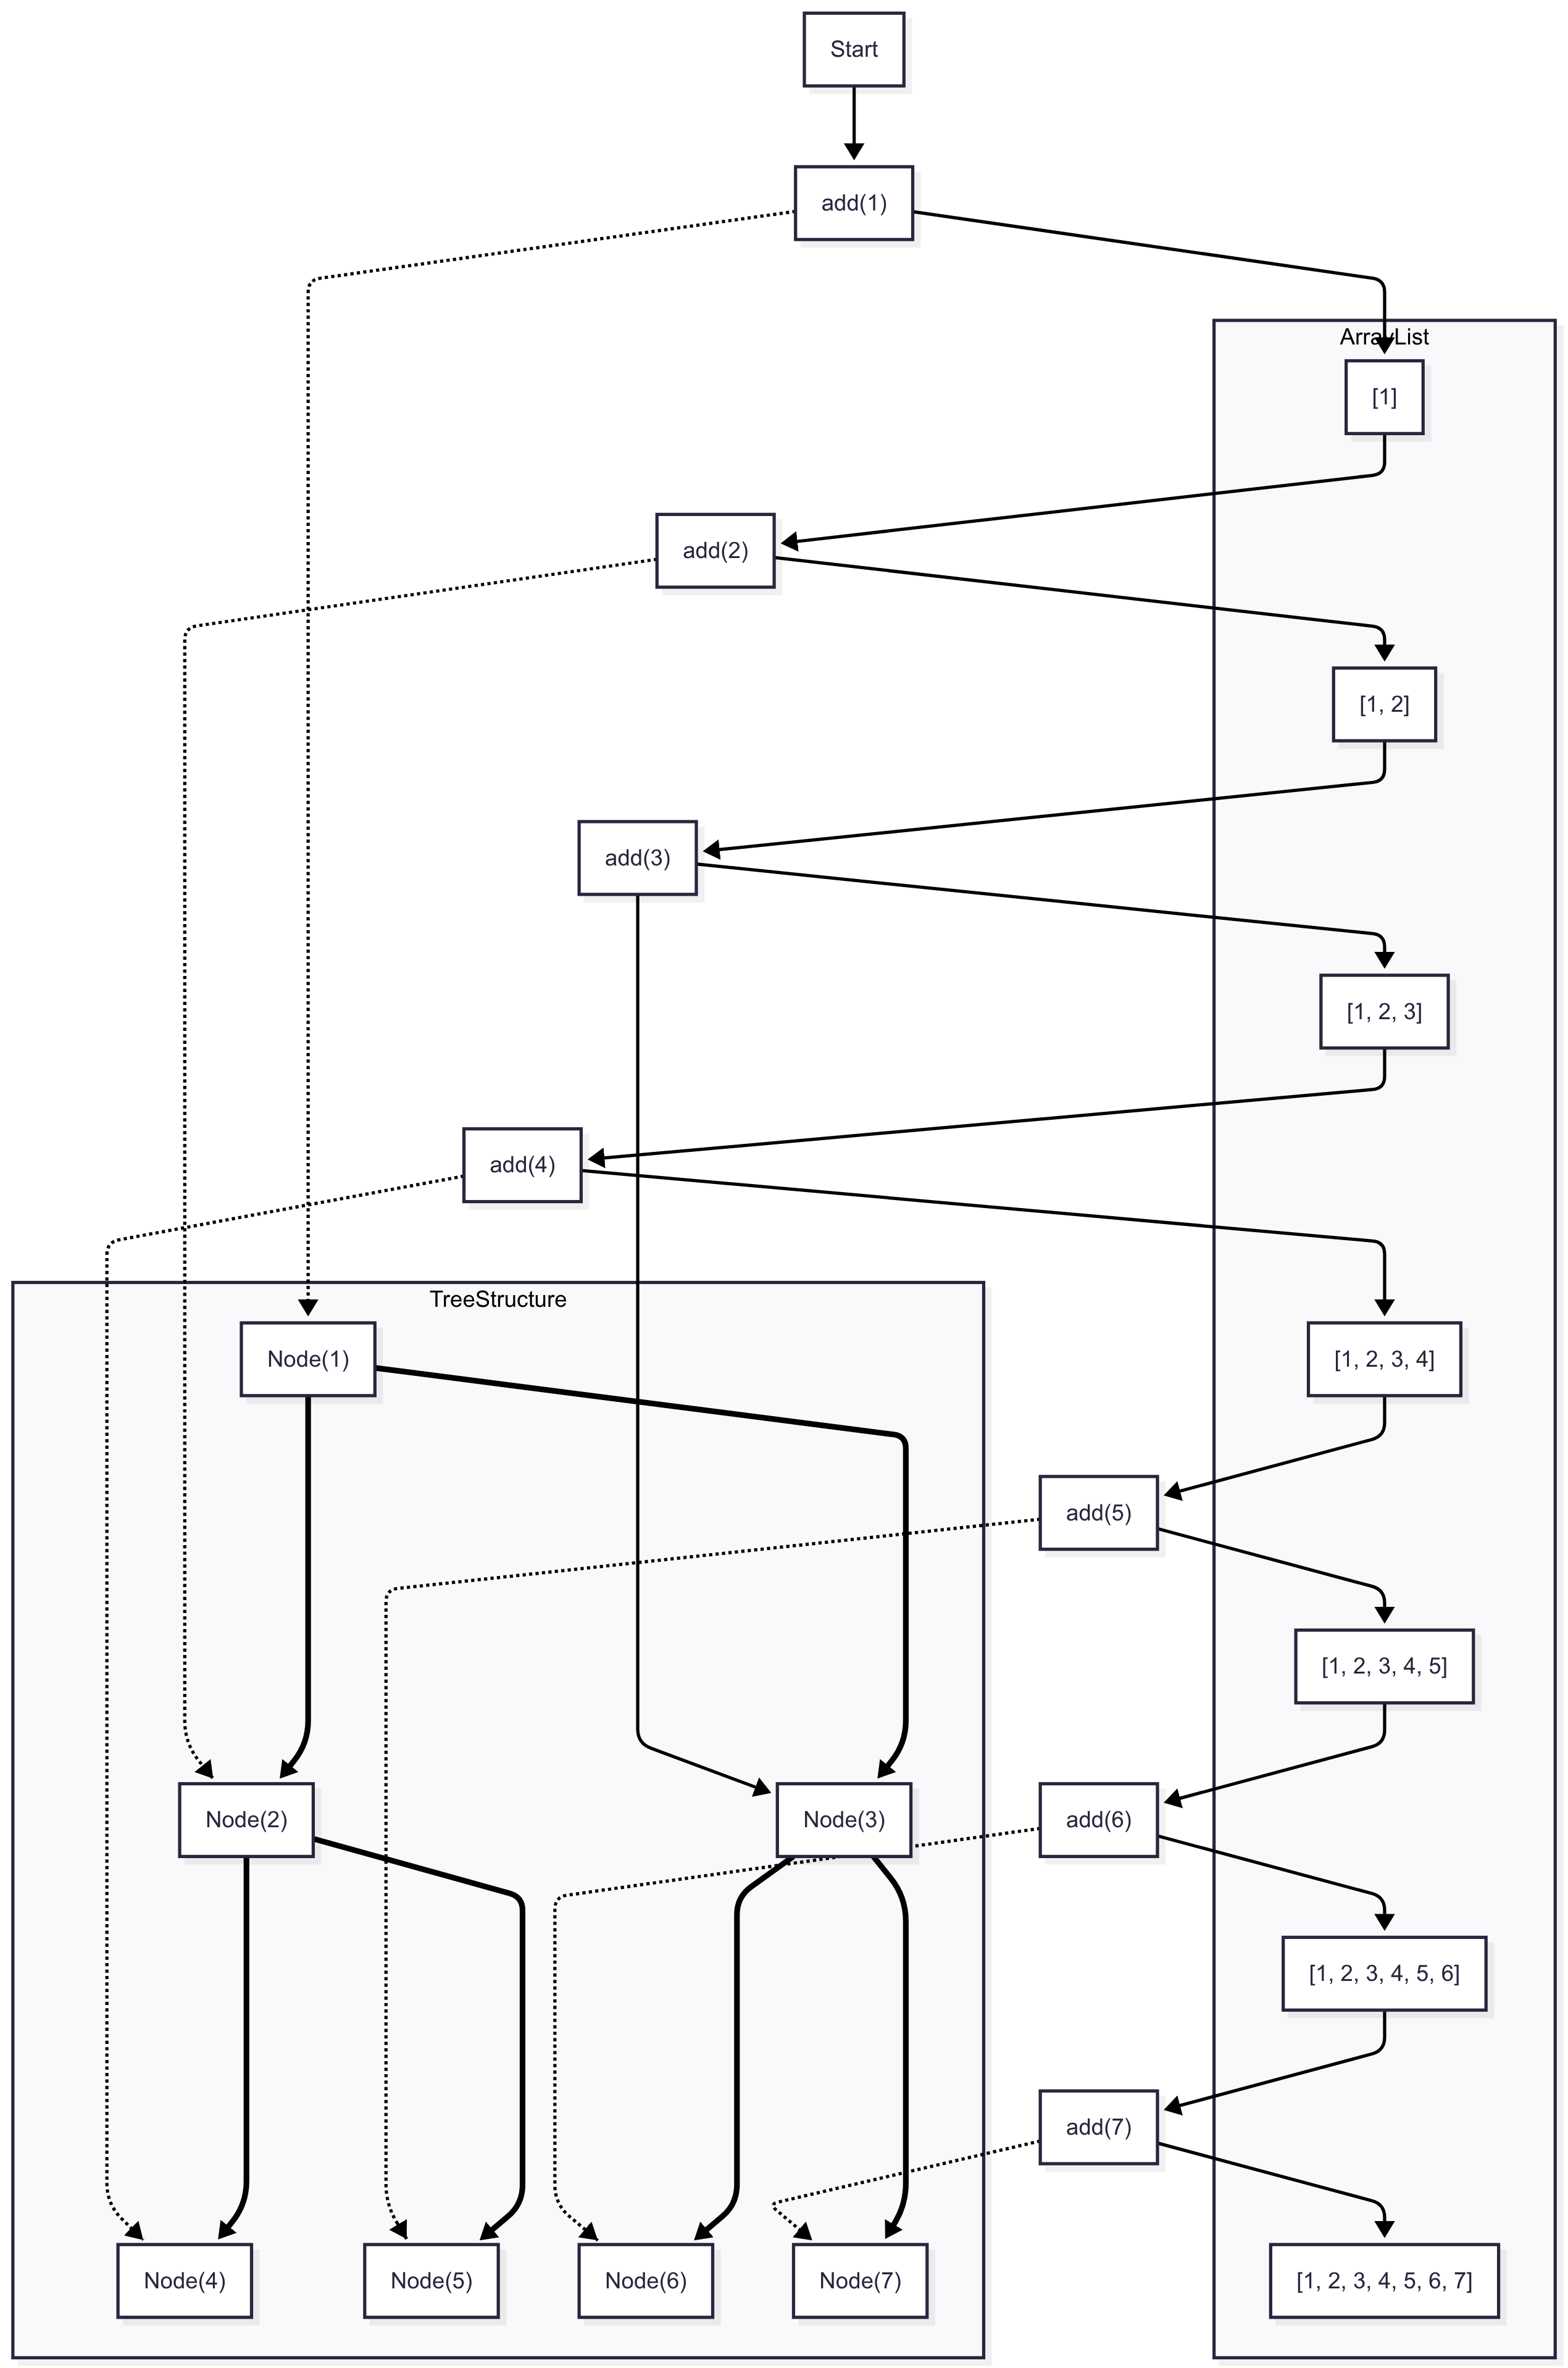 Start
add(1)
ArrayList
[1]
add(2)
[1, 2]
add(3)
[1, 2, 3]
add(4)
TreeStructure
Node(1)
[1, 2, 3, 4]
add(5)
[1, 2, 3, 4, 5]
Node(2)
Node(3)
add(6)
[1, 2, 3, 4, 5, 6]
add(7)
Node(4)
Node(5)
Node(6)
Node(7)
[1, 2, 3, 4, 5, 6, 7]